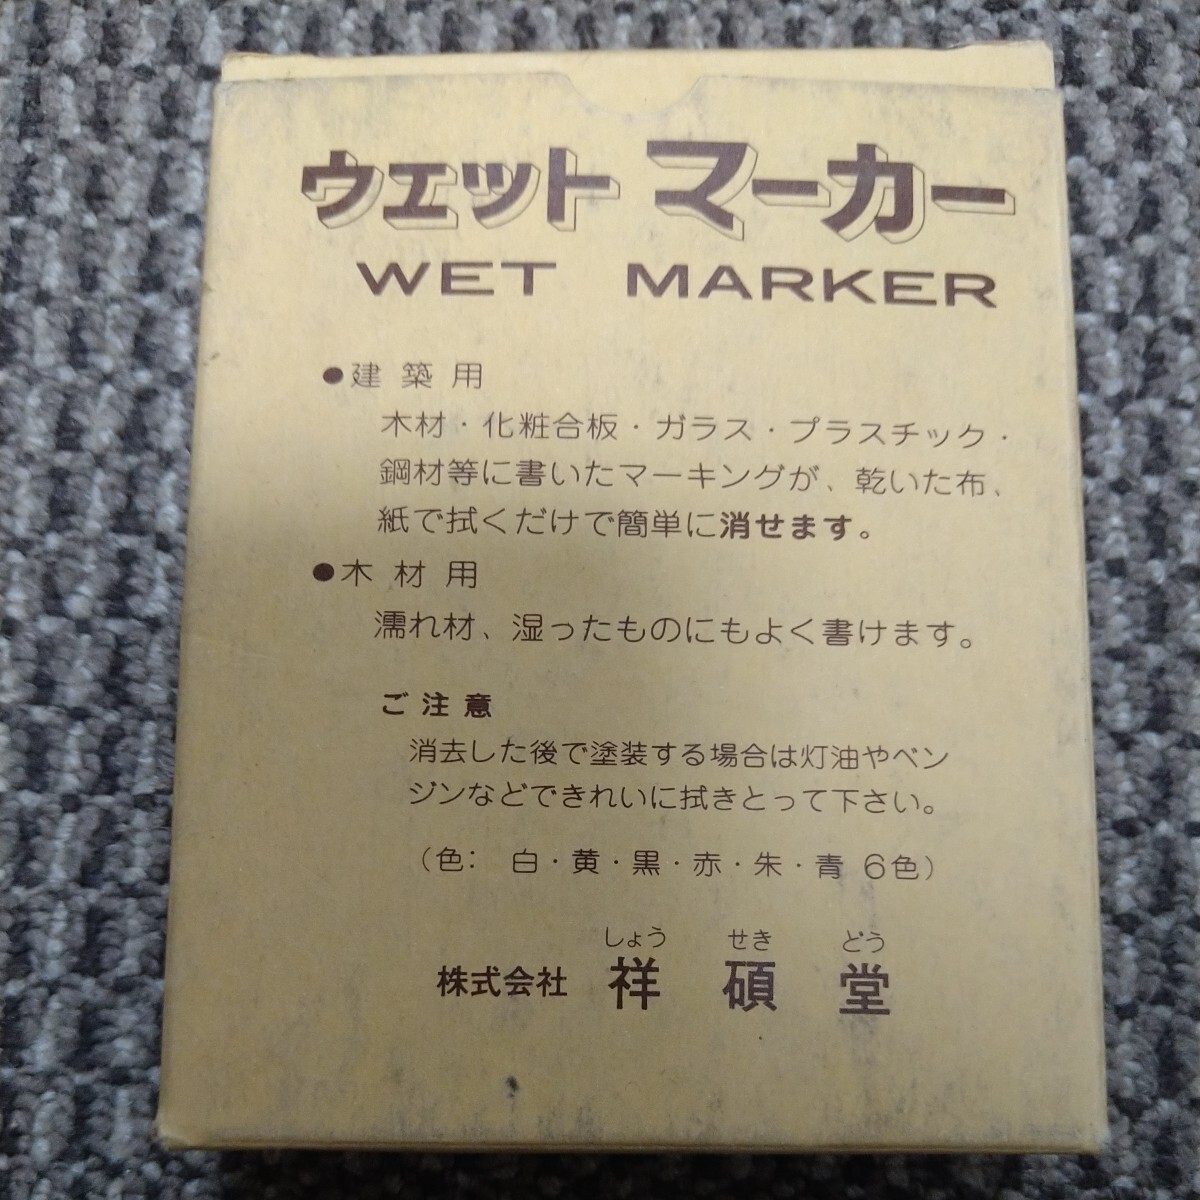 ウエット マーカー
WET MARKER
●建築用
木材・化粧合板・ガラス・プラスチック・
鋼材等に書いたマーキングが、乾いた布、
紙で拭くだけで簡単に消せます。
●木材用
濡れ材、湿ったものにもよく書けます。
ご注意
消去した後で塗装する場合は灯油やベン
ジンなどできれいに拭きとって下さい。
(色: 白・黄・黒・赤・朱・青 6色)
しょう せき どう
株式会社 祥碩堂